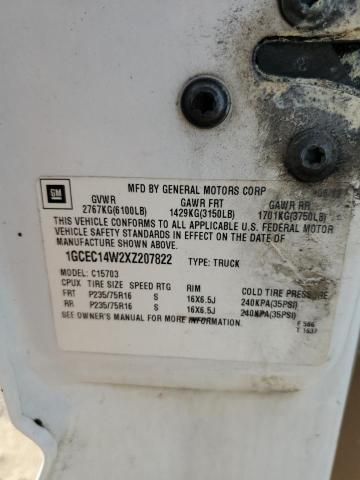 GM
MFD BY GENERAL MOTORS CORP
GVWR GAWR FRT GAWR RR
2767KG(6100LB) 1429KG(3150LB) 1701KG(3750LB)
THIS VEHICLE CONFORMS TO ALL APPLICABLE U.S. FEDERAL MOTOR
VEHICLE SAFETY STANDARDS IN EFFECT ON THE DATE OF
MANUFACTURE SHOWN ABOVE.
1GCEC14W2XZ207822 TYPE: TRUCK
MODEL: C15703
CPUX TIRE SIZE SPEED RTG RIM COLD TIRE PRESSURE
FRT P235/75R16 S 16X6.5J 240KPA(35PSI)
RR P235/75R16 S 16X6.5J 240KPA(35PSI)
SEE OWNER'S MANUAL FOR MORE INFORMATION.
F 586
T 1537